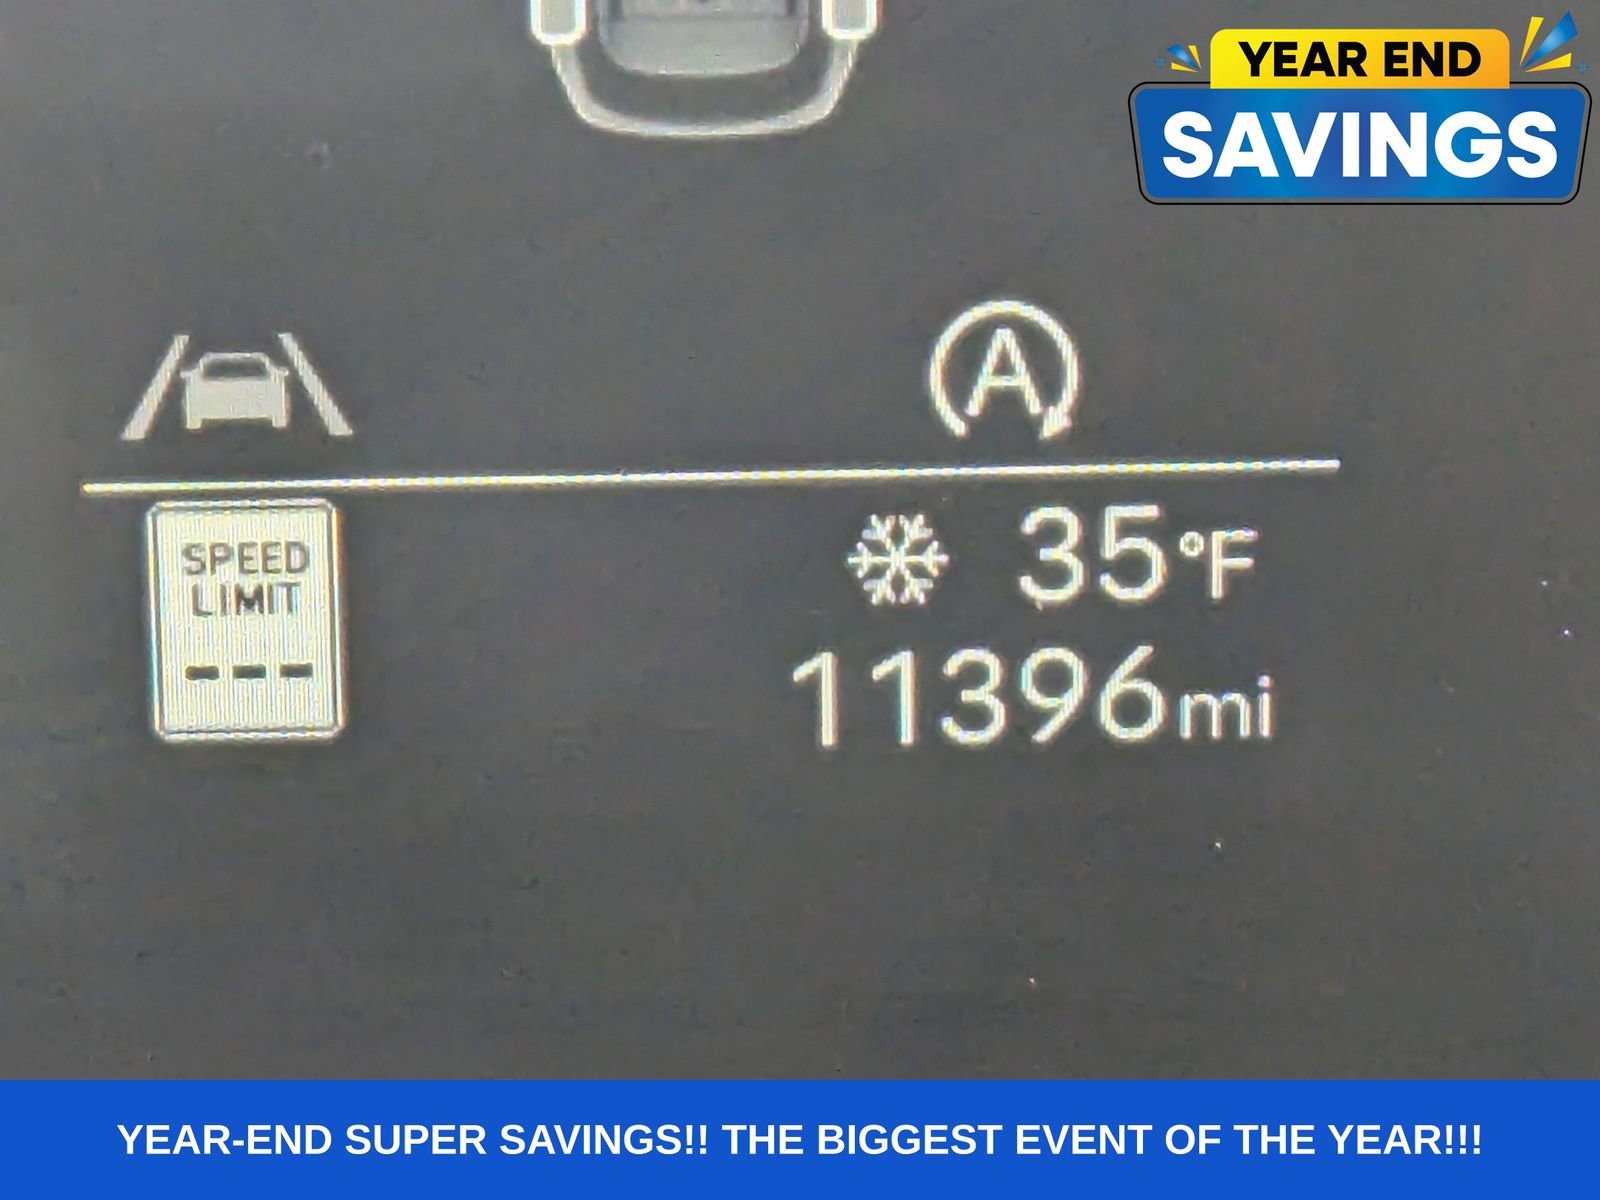 YEAR END
SAVINGS
A
SPEED
LIMIT
---
35°F
11396mi
YEAR-END SUPER SAVINGS!! THE BIGGEST EVENT OF THE YEAR!!!